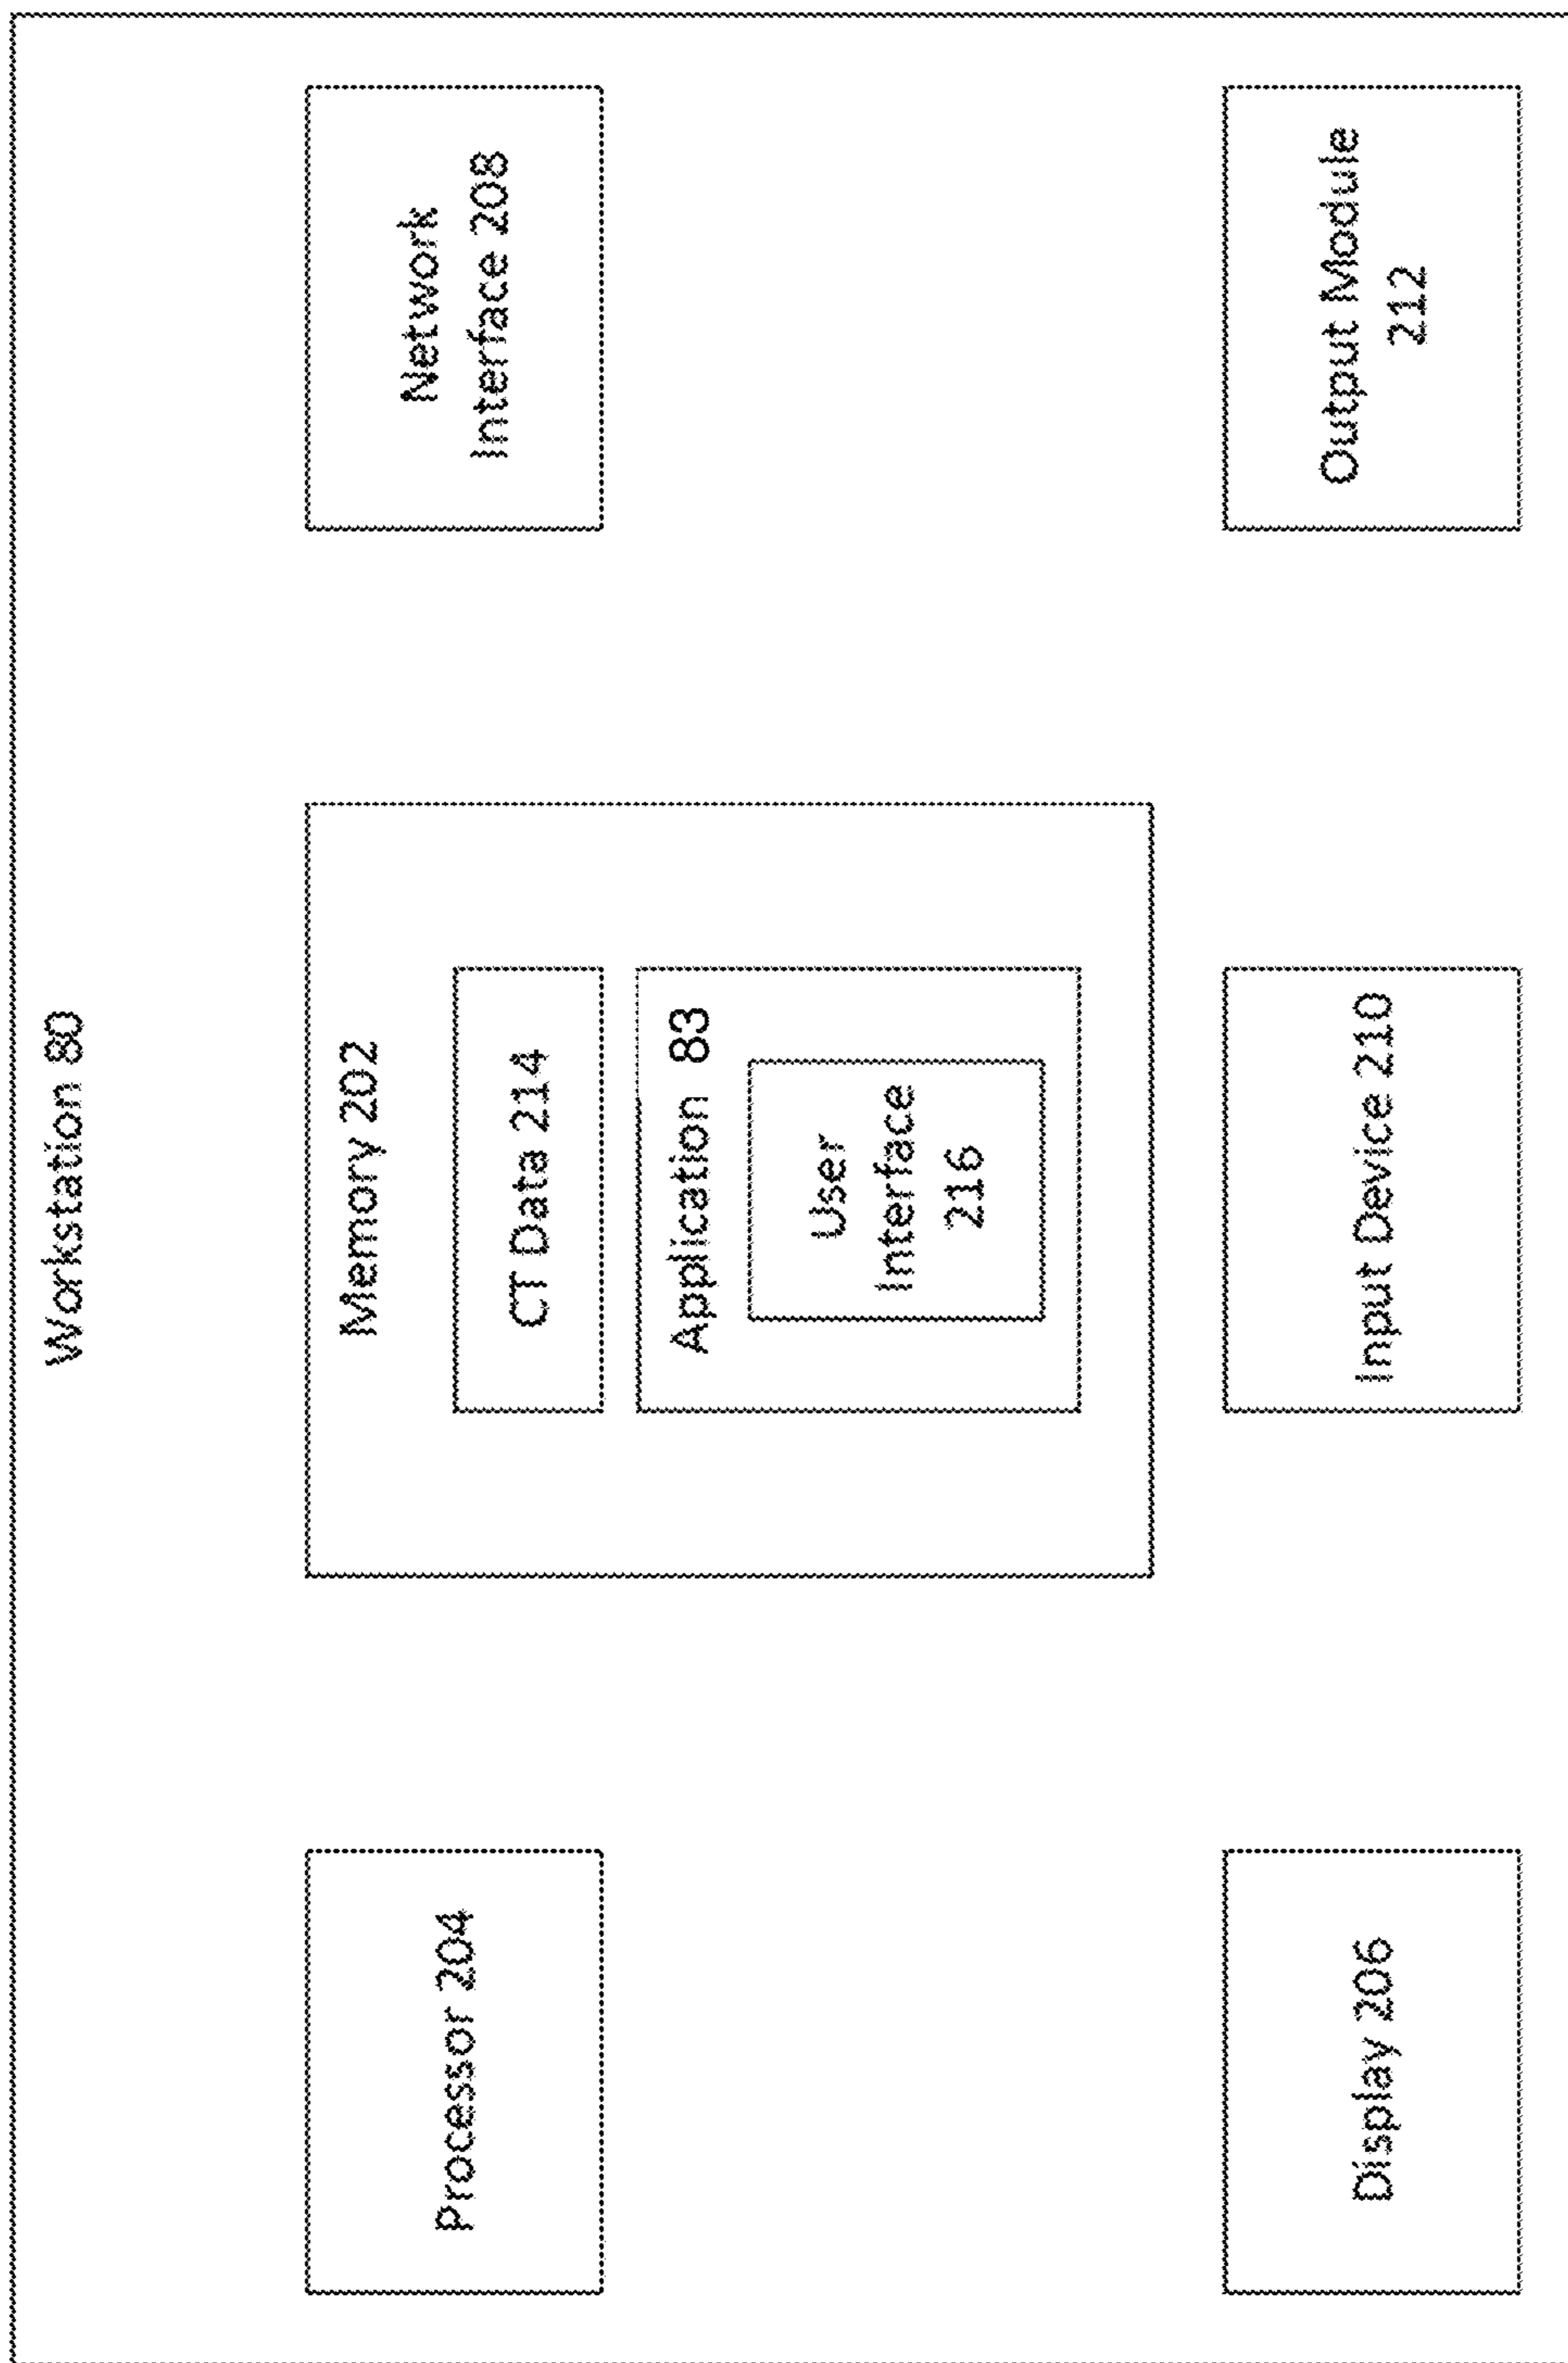 Workstation 80
Processor 204
Memory 202
CT Data 214
Application 83
User
Interface
216
Network
Interface 208
Display 206
Input Device 210
Output Module
212